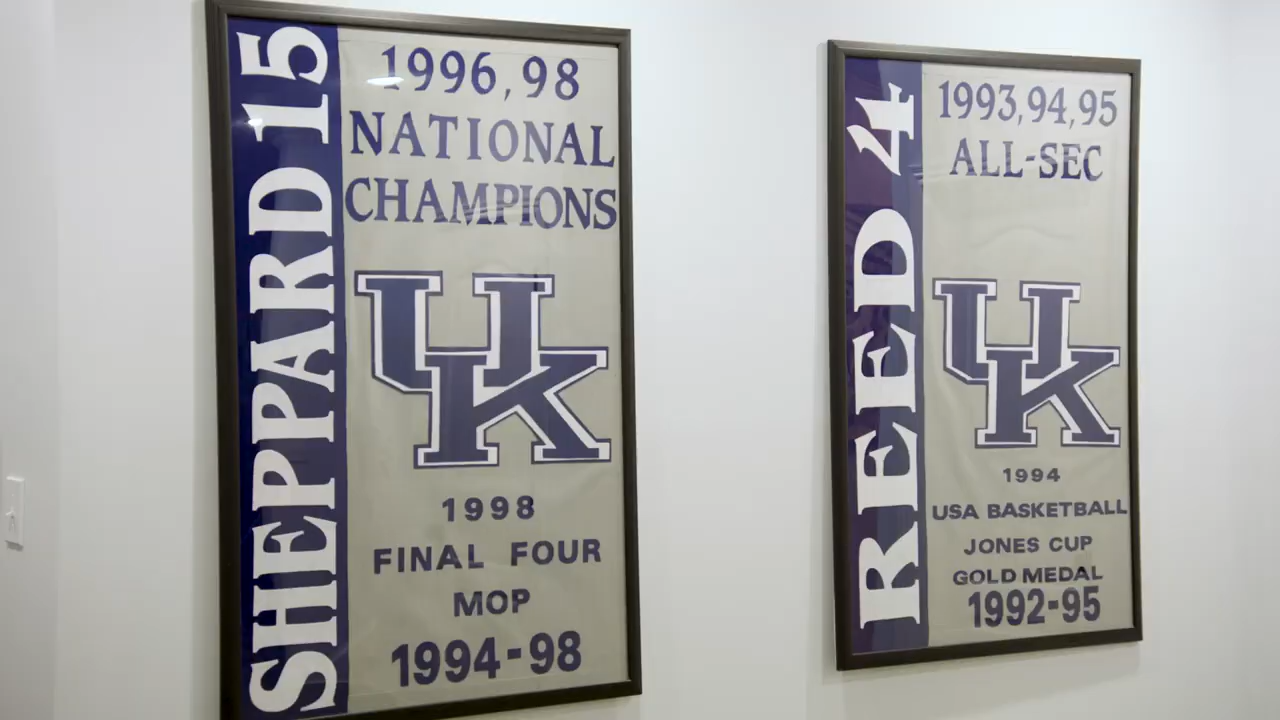 SHEPPARD 15
1996, 98
NATIONAL
CHAMPIONS
UK
1998
FINAL FOUR
MOP
1994-98
REED 4
1993, 94, 95
ALL-SEC
UK
1994
USA BASKETBALL
JONES CUP
GOLD MEDAL
1992-95